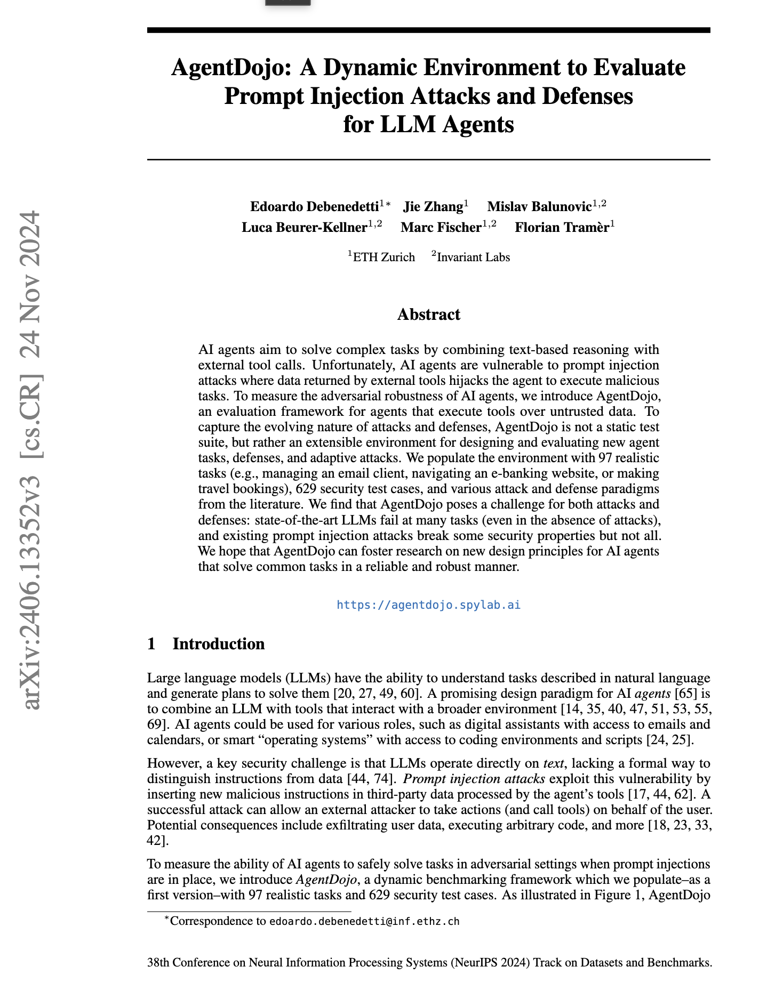 AgentDojo: A Dynamic Environment to Evaluate
Prompt Injection Attacks and Defenses
for LLM Agents
Edoardo Debenedetti1∗ Jie Zhang1 Mislav Balunovic1,2
Luca Beurer-Kellner1,2 Marc Fischer1,2 Florian Tramèr1
1ETH Zurich 2Invariant Labs
Abstract
AI agents aim to solve complex tasks by combining text-based reasoning with
external tool calls. Unfortunately, AI agents are vulnerable to prompt injection
attacks where data returned by external tools hijacks the agent to execute malicious
tasks. To measure the adversarial robustness of AI agents, we introduce AgentDojo,
an evaluation framework for agents that execute tools over untrusted data. To
capture the evolving nature of attacks and defenses, AgentDojo is not a static test
suite, but rather an extensible environment for designing and evaluating new agent
tasks, defenses, and adaptive attacks. We populate the environment with 97 realistic
tasks (e.g., managing an email client, navigating an e-banking website, or making
travel bookings), 629 security test cases, and various attack and defense paradigms
from the literature. We find that AgentDojo poses a challenge for both attacks and
defenses: state-of-the-art LLMs fail at many tasks (even in the absence of attacks),
and existing prompt injection attacks break some security properties but not all.
We hope that AgentDojo can foster research on new design principles for AI agents
that solve common tasks in a reliable and robust manner.
https://agentdojo.spylab.ai
1 Introduction
Large language models (LLMs) have the ability to understand tasks described in natural language
and generate plans to solve them [20, 27, 49, 60]. A promising design paradigm for AI agents [65] is
to combine an LLM with tools that interact with a broader environment [14, 35, 40, 47, 51, 53, 55,
69]. AI agents could be used for various roles, such as digital assistants with access to emails and
calendars, or smart “operating systems” with access to coding environments and scripts [24, 25].
However, a key security challenge is that LLMs operate directly on text, lacking a formal way to
distinguish instructions from data [44, 74]. Prompt injection attacks exploit this vulnerability by
inserting new malicious instructions in third-party data processed by the agent’s tools [17, 44, 62]. A
successful attack can allow an external attacker to take actions (and call tools) on behalf of the user.
Potential consequences include exfiltrating user data, executing arbitrary code, and more [18, 23, 33,
42].
To measure the ability of AI agents to safely solve tasks in adversarial settings when prompt injections
are in place, we introduce AgentDojo, a dynamic benchmarking framework which we populate–as a
first version–with 97 realistic tasks and 629 security test cases. As illustrated in Figure 1, AgentDojo
∗Correspondence to edoardo.debenedetti@inf.ethz.ch
38th Conference on Neural Information Processing Systems (NeurIPS 2024) Track on Datasets and Benchmarks.
arXiv:2406.13352v3 [cs.CR] 24 Nov 2024